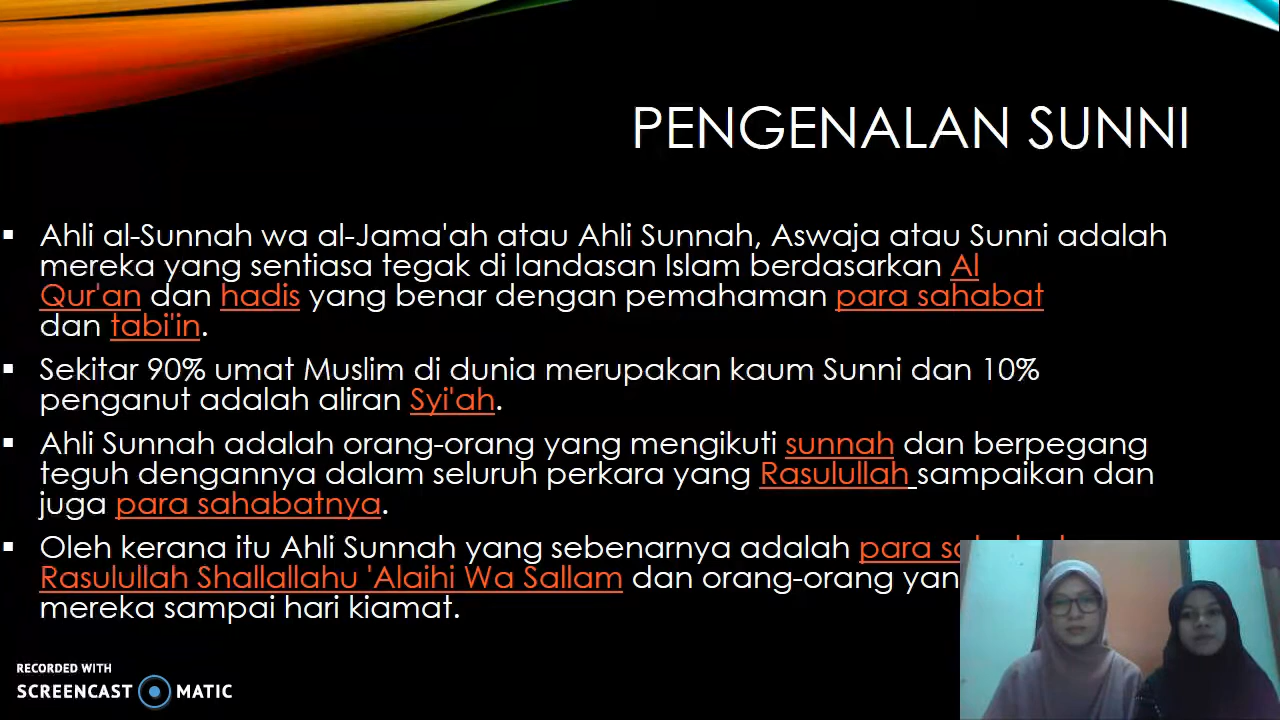 PENGENALAN SUNNI
▪ Ahli al-Sunnah wa al-Jama'ah atau Ahli Sunnah, Aswaja atau Sunni adalah
mereka yang sentiasa tegak di landasan Islam berdasarkan Al
Qur'an dan hadis yang benar dengan pemahaman para sahabat
dan tabi'in.
▪ Sekitar 90% umat Muslim di dunia merupakan kaum Sunni dan 10%
penganut adalah aliran Syi'ah.
▪ Ahli Sunnah adalah orang-orang yang mengikuti sunnah dan berpegang
teguh dengannya dalam seluruh perkara yang Rasulullah sampaikan dan
juga para sahabatnya.
▪ Oleh kerana itu Ahli Sunnah yang sebenarnya adalah para
Rasulullah Shallallahu 'Alaihi Wa Sallam dan orang-orang
mereka sampai hari kiamat.
RECORDED WITH
SCREENCAST MATIC